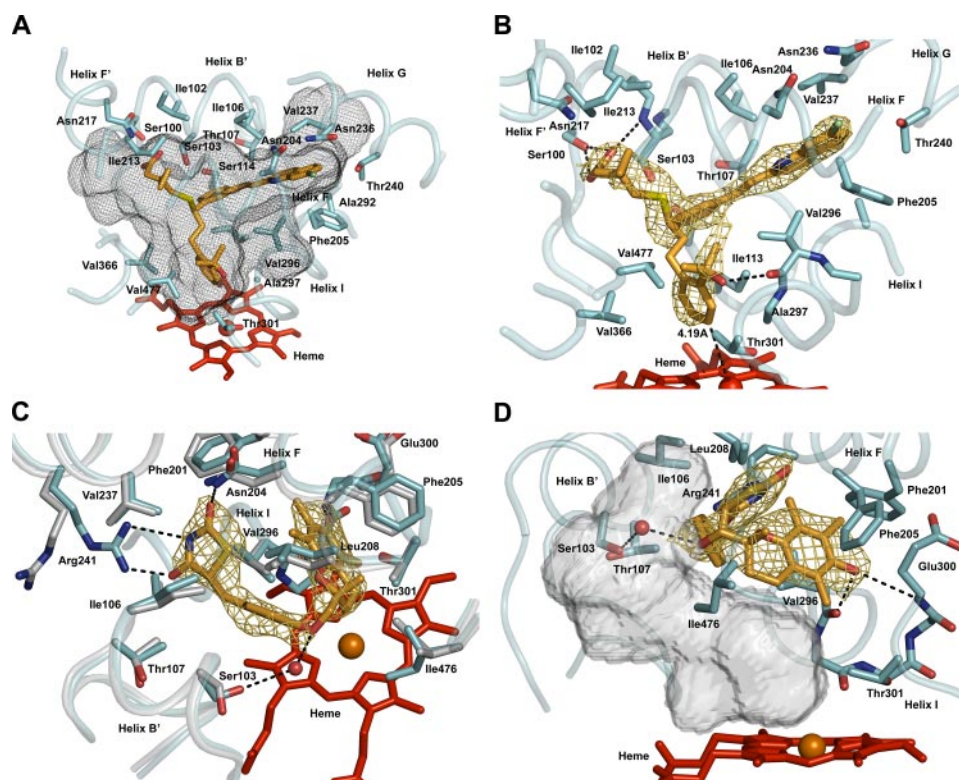 A
Helix B'
Helix F'
Helix G
Ile102
Ile106
Val237
Asn217
Ser100
Thr107
Asn204
Asn236
Ser103
Ile213
Ser114
Thr240
Helix F
Ala292
Phe205
Val366
Val296
Val477
Ala297
Helix I
Thr301
Heme
B
Asn236
Ile102
Helix B'
Ile106
Asn204
Helix G
Ile213
Val237
Asn217
Helix F
Helix F'
Ser100
Ser103
Thr240
Thr107
Phe205
Val296
Val477
Ile113
Helix I
Ala297
Val366
4.19A
Thr301
Heme
C
Glu300
Phe201
Helix F
Val237
Asn204
Phe205
Helix I
Val296
Arg241
Leu208
Ile106
Thr301
Thr107
Ser103
Ile476
Helix B'
Heme
D
Leu208
Helix F
Helix B'
Ile106
Arg241
Phe201
Phe205
Ser103
Glu300
Thr107
Val296
Ile476
Thr301
Helix I
Heme